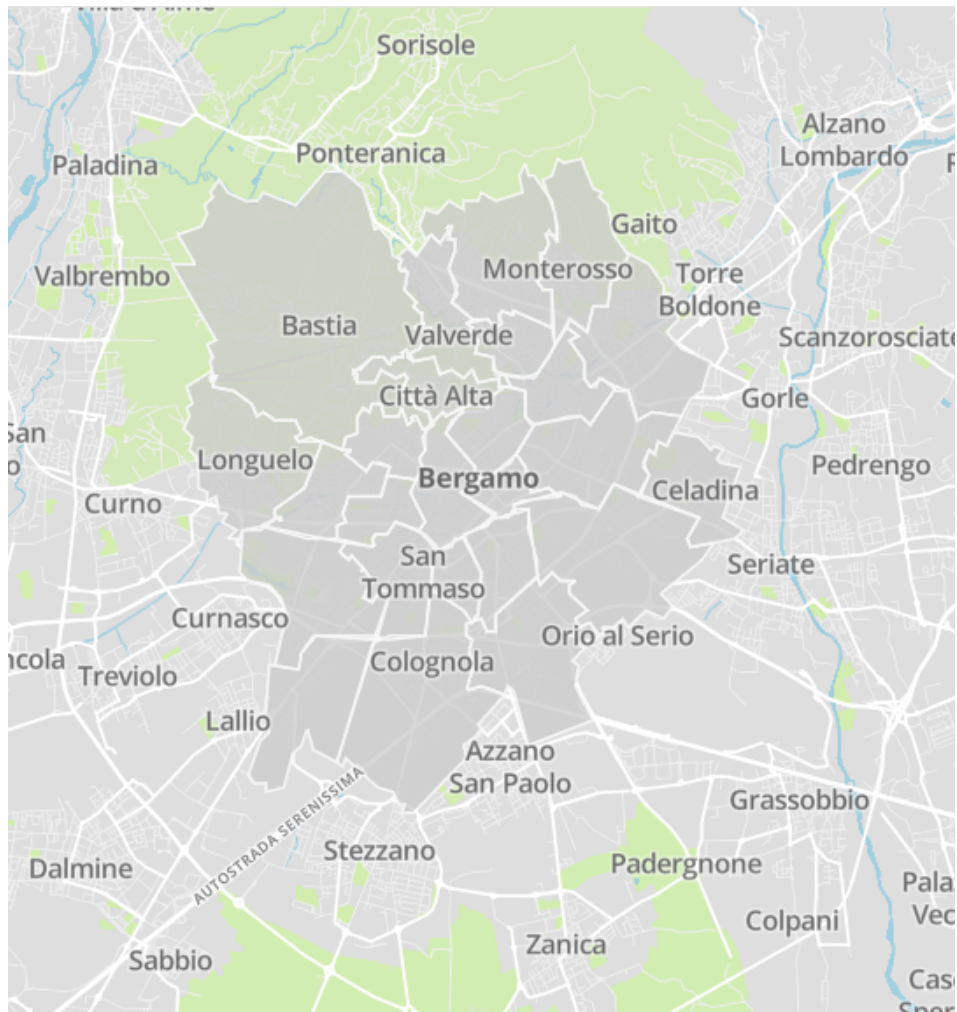 Sorisole
Alzano
Lombardo
Ponteranica
Paladina
Gaito
Monterosso
Torre
Boldone
Valbrembo
Bastia
Valverde
Scanzorosciate
Città Alta
Gorle
San
Longuelo
Pedrengo
Bergamo
Celadina
Curno
San
Tommaso
Seriate
Curnasco
Orio al Serio
Colognola
Treviolo
Lallio
Azzano
San Paolo
AUTOSTRADA SERENISSIMA
Grassobbio
Stezzano
Dalmine
Padergnone
Colpani
Zanica
Sabbio